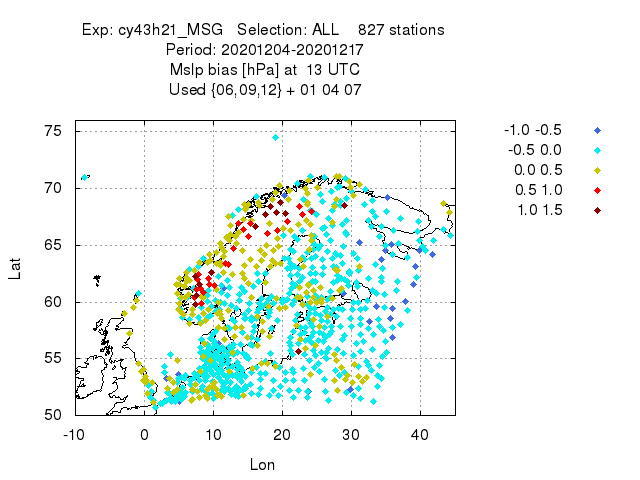 Exp: cy43h21_MSG   Selection: ALL    827 stations
Period: 20201204-20201217
Mslp bias [hPa] at  13 UTC
Used {06,09,12} + 01 04 07
-1.0 -0.5
-0.5 0.0
0.0 0.5
0.5 1.0
1.0 1.5
75
70
65
60
55
50
Lat
-10 0 10 20 30 40
Lon